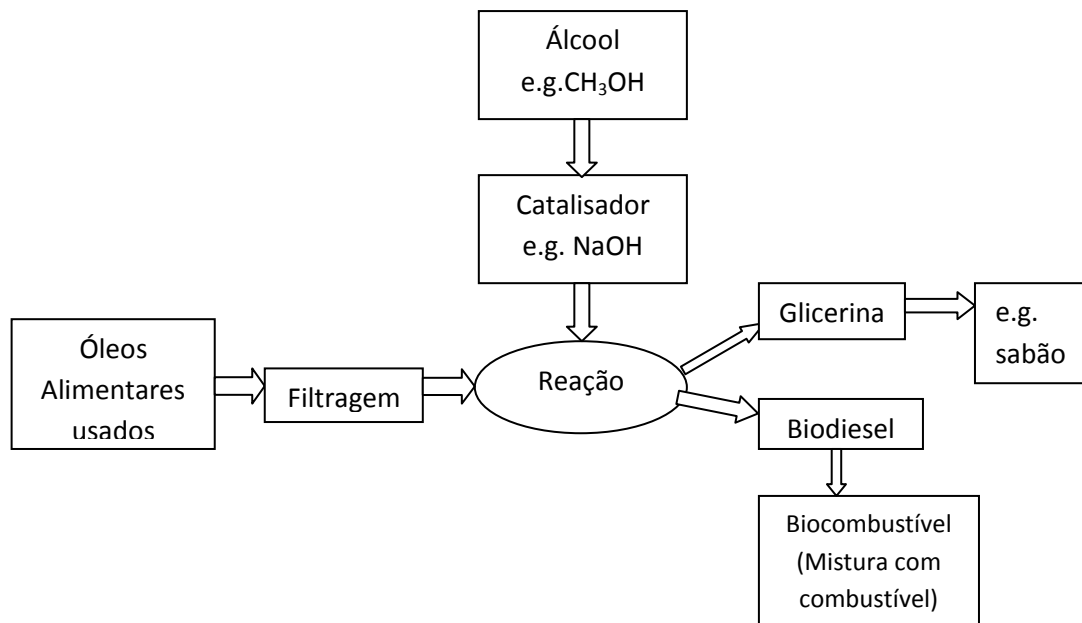 Álcool
e.g.CH₃OH
Catalisador
e.g. NaOH
Óleos
Alimentares
usados
Filtragem
Reação
Glicerina
e.g.
sabão
Biodiesel
Biocombustível
(Mistura com
combustível)